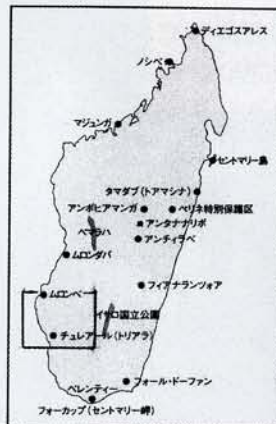 ディエゴスアレス
ノシベ
マジュンガ
セントマリー島
タマタブ(トアマシナ)
アンボヒアマンガ
ペリネ特別保護区
アンタナナリボ
ベマラハ
アンチィラベ
ムロンダバ
フィアナランツォア
ムロンベ
イサロ国立公園
チュレアール(トリアラ)
フォール・ドーファン
ベレンティー
フォーカップ(セントマリー岬)